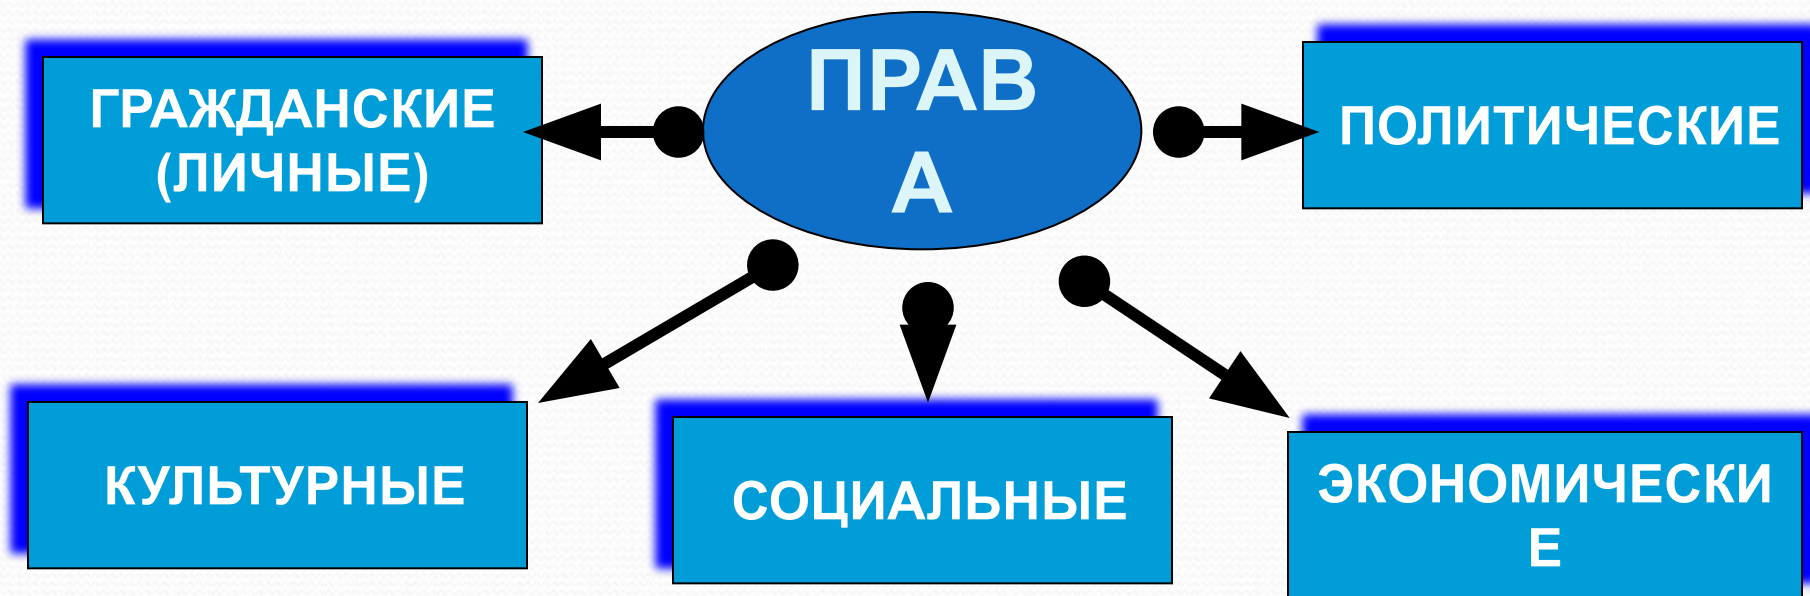 ПРАВ
А
ГРАЖДАНСКИЕ
(ЛИЧНЫЕ)
ПОЛИТИЧЕСКИЕ
КУЛЬТУРНЫЕ
СОЦИАЛЬНЫЕ
ЭКОНОМИЧЕСКИ
Е